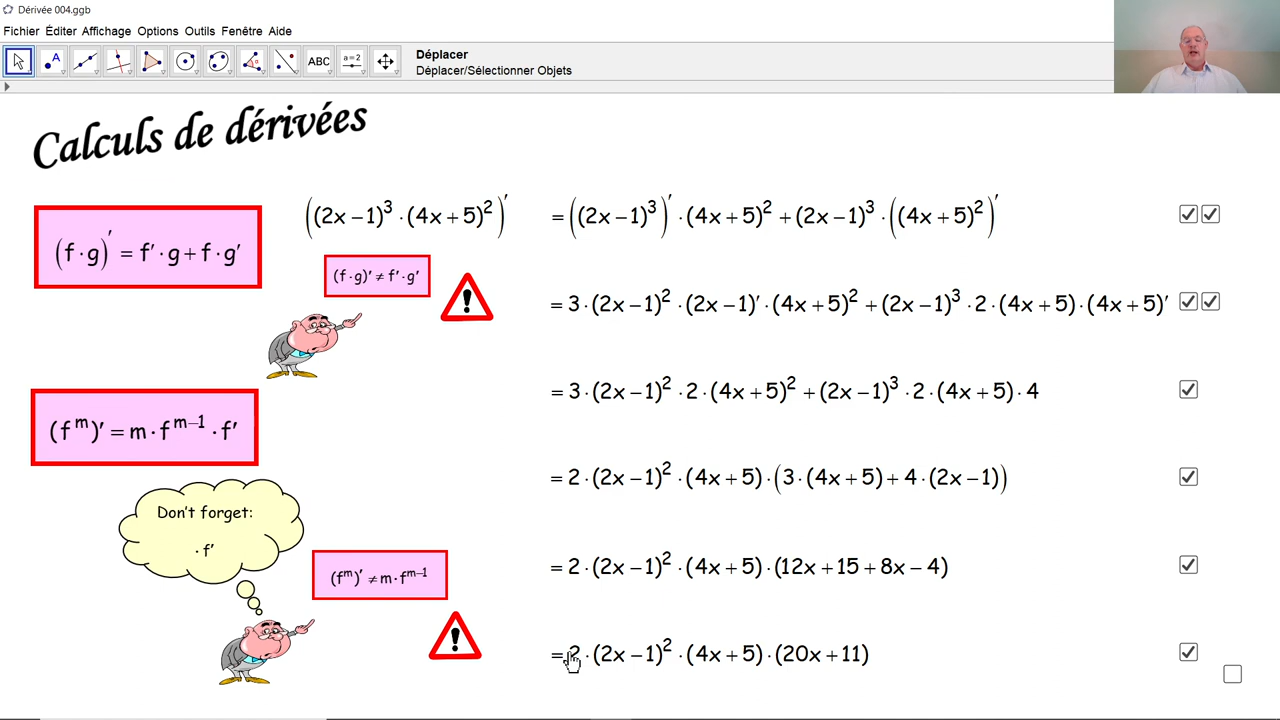 Dérivée 004.ggb
Fichier Éditer Affichage Options Outils Fenêtre Aide
A ABC a=2 Déplacer
Déplacer/Sélectionner Objets
Calculs de dérivées
(f·g)′ = f′·g+f·g′
((2x−1)³·(4x+5)²)′ = ((2x−1)³)′·(4x+5)²+(2x−1)³·((4x+5)²)′
(f·g)′ ≠ f′·g′
!
= 3·(2x−1)²·(2x−1)′·(4x+5)²+(2x−1)³·2·(4x+5)·(4x+5)′
= 3·(2x−1)²·2·(4x+5)²+(2x−1)³·2·(4x+5)·4
(fᵐ)′ = m·fᵐ⁻¹·f′
= 2·(2x−1)²·(4x+5)·(3·(4x+5)+4·(2x−1))
Don't forget:
· f′
= 2·(2x−1)²·(4x+5)·(12x+15+8x−4)
(fᵐ)′ ≠ m·fᵐ⁻¹
!
= 2·(2x−1)²·(4x+5)·(20x+11)